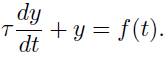 τ dy/dt + y = f(t).